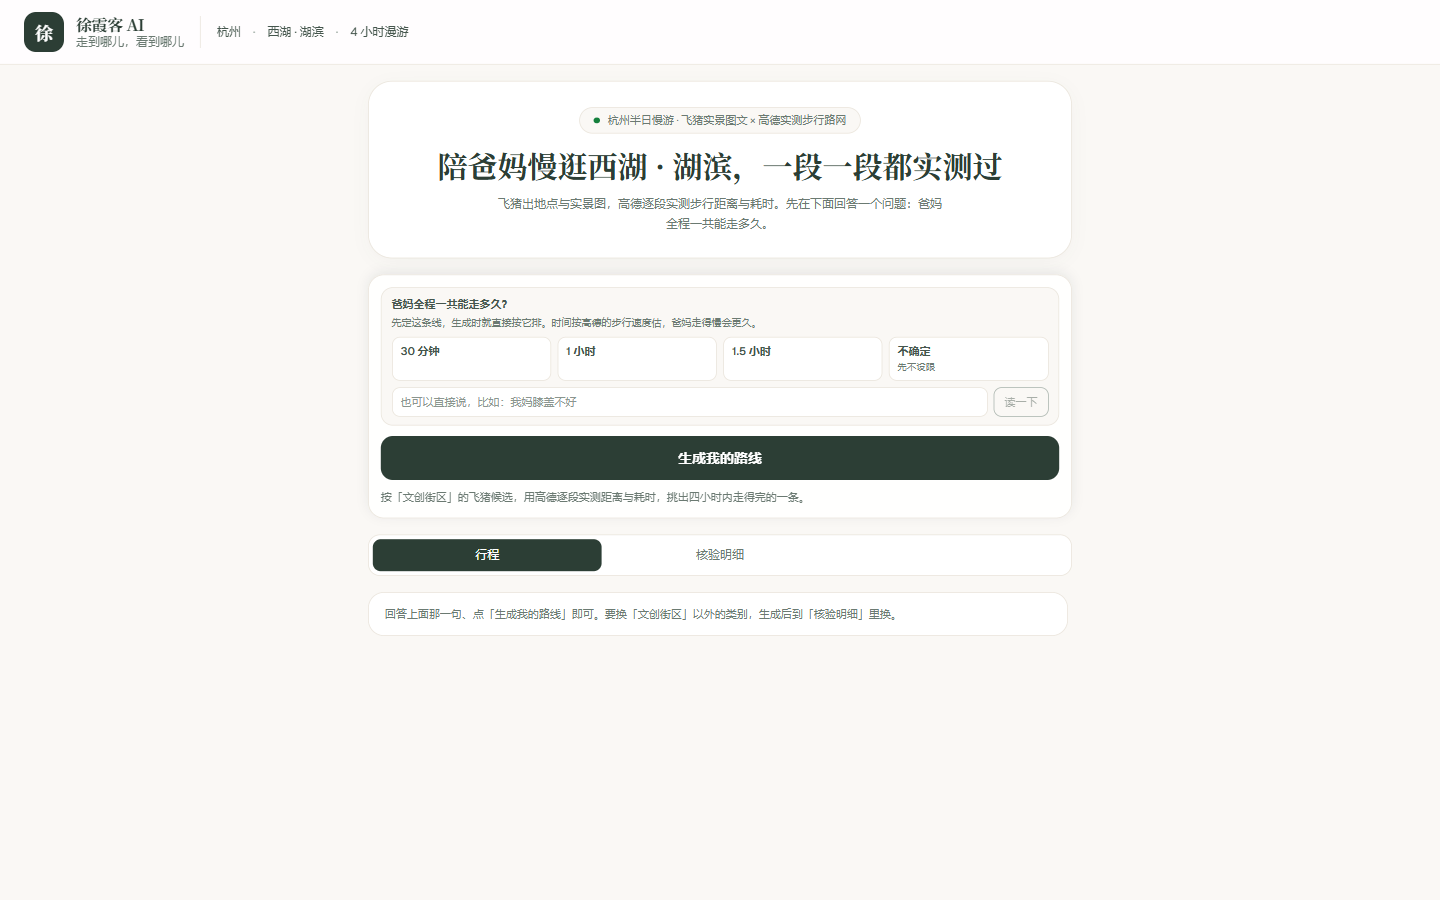 徐
徐霞客 AI
走到哪儿，看到哪儿
杭州 · 西湖 · 湖滨 · 4 小时漫游
杭州半日慢游 · 飞猪实景图文 × 高德实测步行路网
陪爸妈慢逛西湖 · 湖滨，一段一段都实测过
飞猪出地点与实景图，高德逐段实测步行距离与耗时。先在下面回答一个问题：爸妈
全程一共能走多久。
爸妈全程一共能走多久？
先定这条线，生成时就直接按它排。时间按高德的步行速度估，爸妈走得慢会更久。
30 分钟
1 小时
1.5 小时
不确定
先不设限
也可以直接说，比如：我妈膝盖不好
读一下
生成我的路线
按「文创街区」的飞猪候选，用高德逐段实测距离与耗时，挑出四小时内走得完的一条。
行程
核验明细
回答上面那一句、点「生成我的路线」即可。要换「文创街区」以外的类别，生成后到「核验明细」里换。